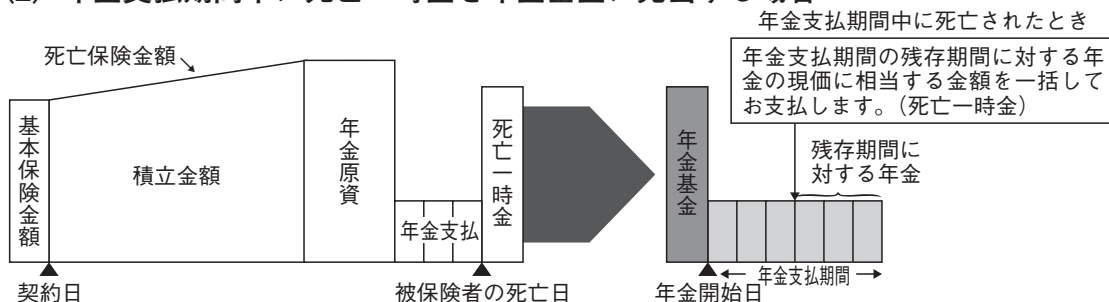 年金支払期間中に死亡されたとき
年金支払期間の残存期間に対する年
金の現価に相当する金額を一括して
お支払します。（死亡一時金）
死亡保険金額
基本保険金額
積立金額
年金原資
年金支払
死亡一時金
年金基金
残存期間に
対する年金
年金支払期間
契約日
被保険者の死亡日
年金開始日